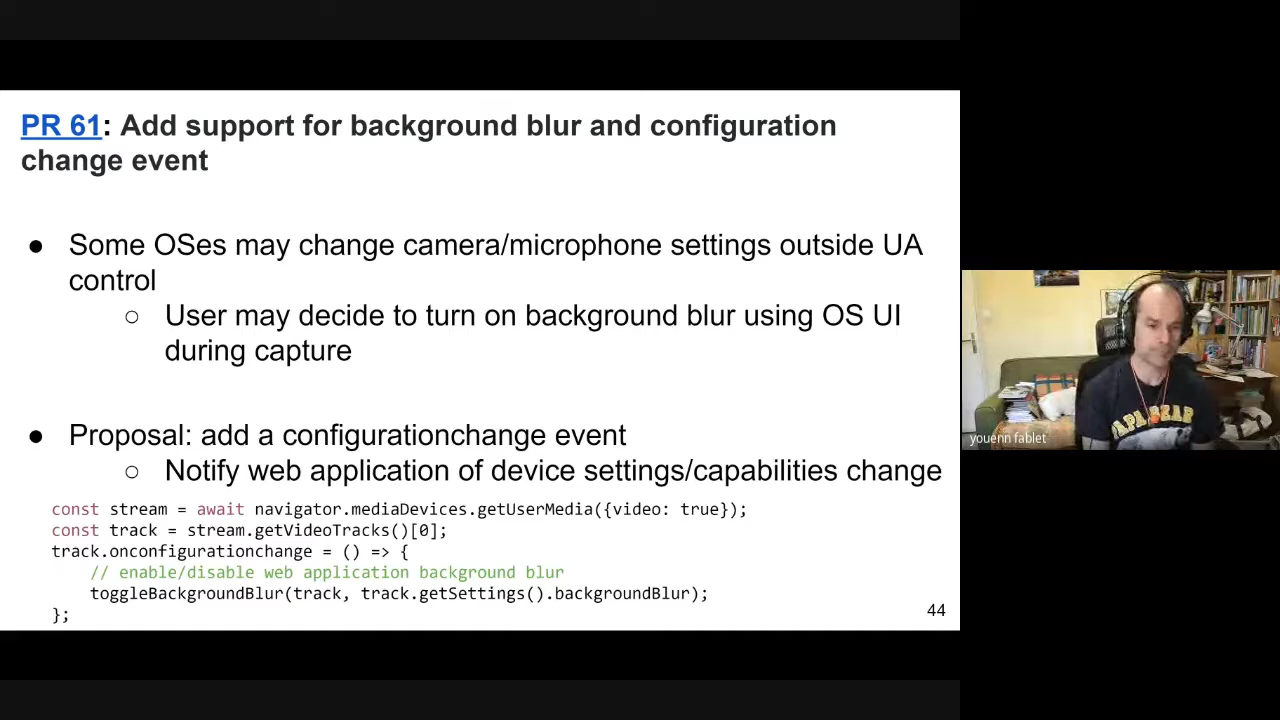 PR 61: Add support for background blur and configuration
change event
● Some OSes may change camera/microphone settings outside UA
control
○ User may decide to turn on background blur using OS UI
during capture
● Proposal: add a configurationchange event
○ Notify web application of device settings/capabilities change
const stream = await navigator.mediaDevices.getUserMedia({video: true});
const track = stream.getVideoTracks()[0];
track.onconfigurationchange = () => {
    // enable/disable web application background blur
    toggleBackgroundBlur(track, track.getSettings().backgroundBlur);
};
44
PAPA BEAR
youenn fablet